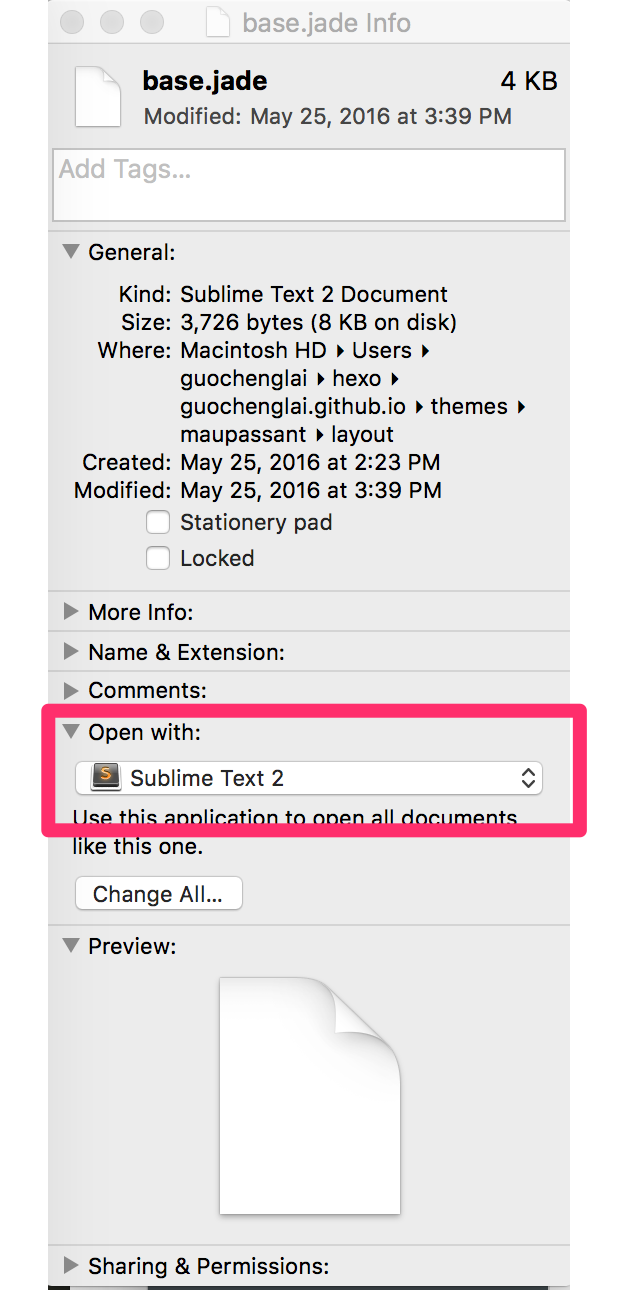 base.jade Info
base.jade 4 KB
Modified: May 25, 2016 at 3:39 PM
Add Tags...
General:
Kind: Sublime Text 2 Document
Size: 3,726 bytes (8 KB on disk)
Where: Macintosh HD ▸ Users ▸
guochenglai ▸ hexo ▸
guochenglai.github.io ▸ themes ▸
maupassant ▸ layout
Created: May 25, 2016 at 2:23 PM
Modified: May 25, 2016 at 3:39 PM
Stationery pad
Locked
More Info:
Name & Extension:
Comments:
Open with:
S Sublime Text 2
Use this application to open all documents
like this one.
Change All...
Preview:
Sharing & Permissions: